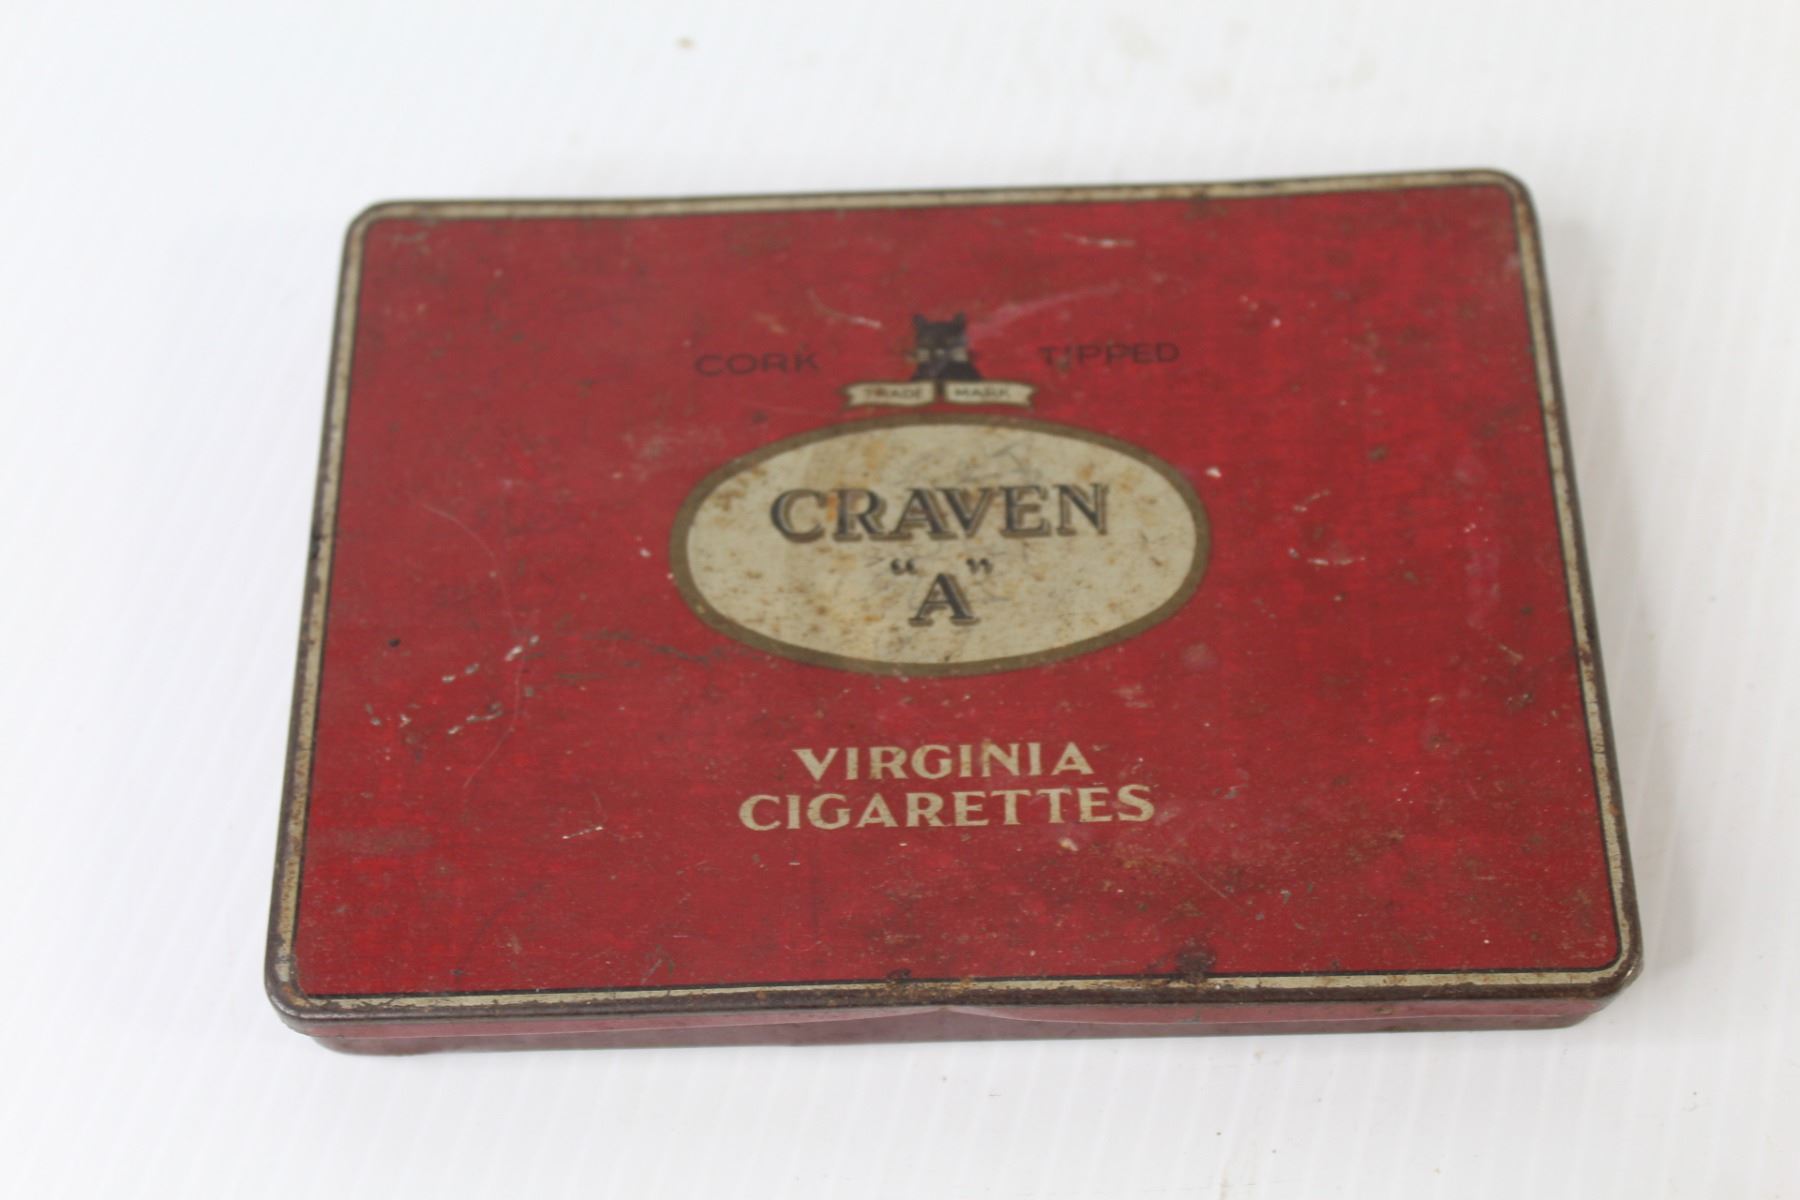 CORK TIPPED
TRADE MARK
CRAVEN
"A"
VIRGINIA
CIGARETTES